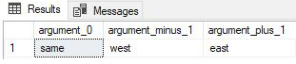 Results Messages
argument_0 argument_minus_1 argument_plus_1
1 same west east